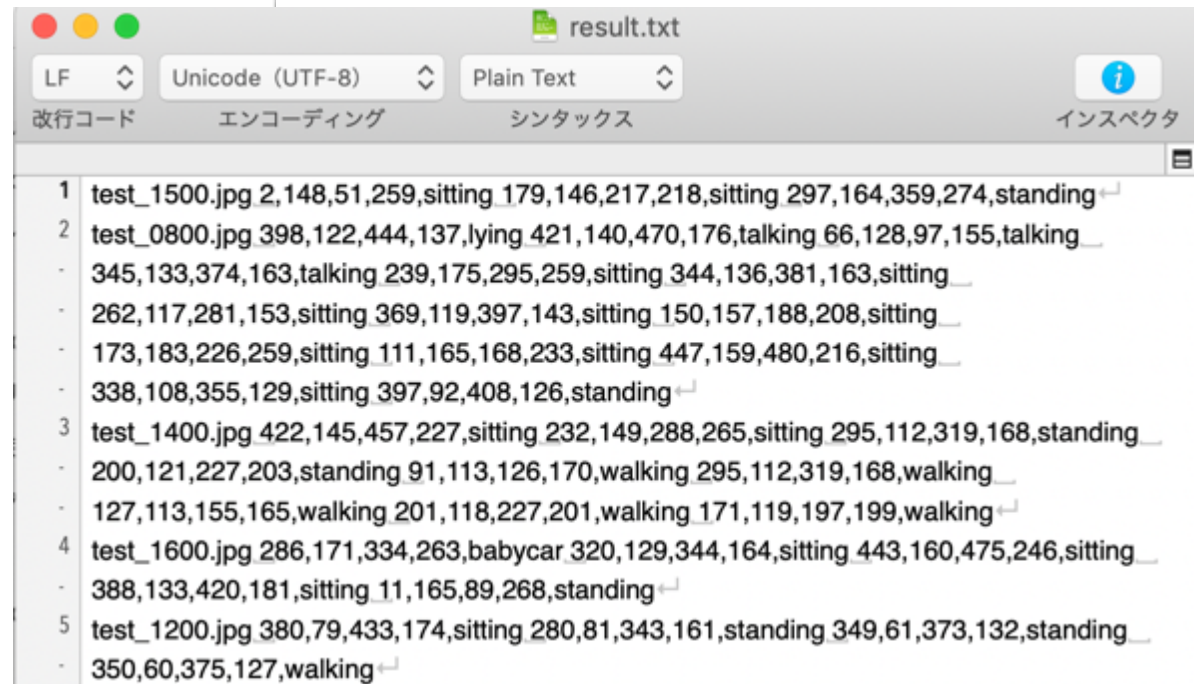 result.txt
LF Unicode（UTF-8） Plain Text
改行コード エンコーディング シンタックス インスペクタ
1 test_1500.jpg 2,148,51,259,sitting 179,146,217,218,sitting 297,164,359,274,standing
2 test_0800.jpg 398,122,444,137,lying 421,140,470,176,talking 66,128,97,155,talking
- 345,133,374,163,talking 239,175,295,259,sitting 344,136,381,163,sitting
- 262,117,281,153,sitting 369,119,397,143,sitting 150,157,188,208,sitting
- 173,183,226,259,sitting 111,165,168,233,sitting 447,159,480,216,sitting
- 338,108,355,129,sitting 397,92,408,126,standing
3 test_1400.jpg 422,145,457,227,sitting 232,149,288,265,sitting 295,112,319,168,standing
- 200,121,227,203,standing 91,113,126,170,walking 295,112,319,168,walking
- 127,113,155,165,walking 201,118,227,201,walking 171,119,197,199,walking
4 test_1600.jpg 286,171,334,263,babycar 320,129,344,164,sitting 443,160,475,246,sitting
- 388,133,420,181,sitting 11,165,89,268,standing
5 test_1200.jpg 380,79,433,174,sitting 280,81,343,161,standing 349,61,373,132,standing
- 350,60,375,127,walking